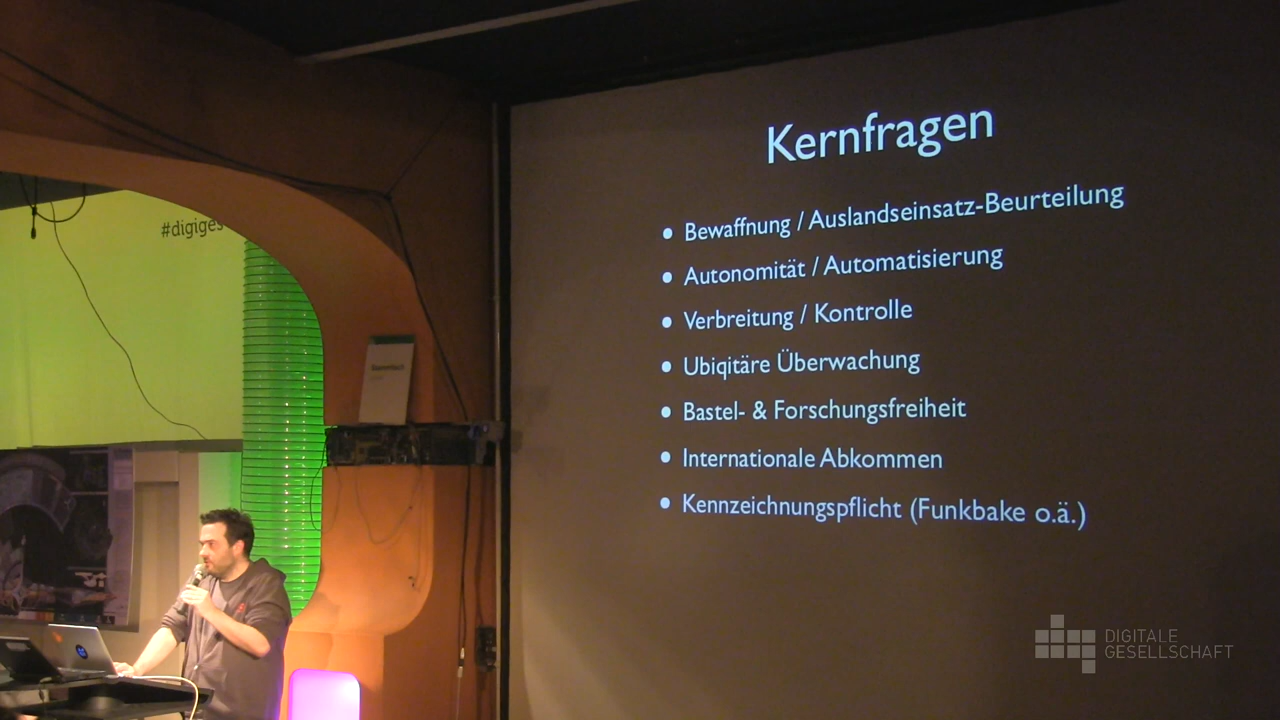 Kernfragen
#digiges
• Bewaffnung / Auslandseinsatz-Beurteilung
• Autonomität / Automatisierung
• Verbreitung / Kontrolle
• Ubiqitäre Überwachung
• Bastel- & Forschungsfreiheit
• Internationale Abkommen
• Kennzeichnungspflicht (Funkbake o.ä.)
DIGITALE
GESELLSCHAFT